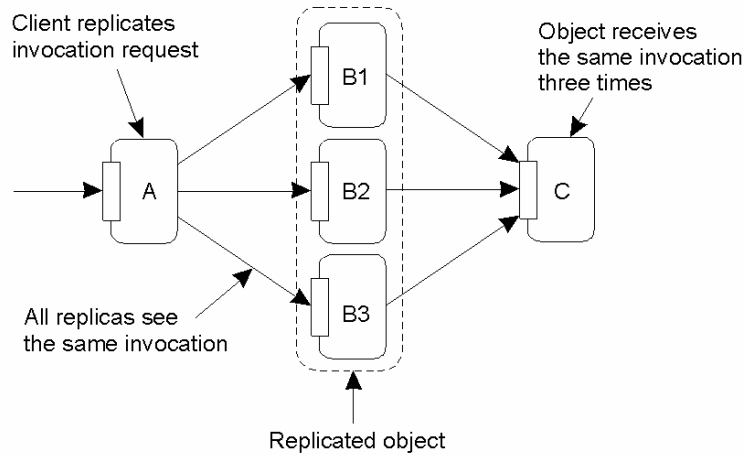 Client replicates
invocation request
Object receives
the same invocation
three times
B1
A
B2
C
B3
All replicas see
the same invocation
Replicated object